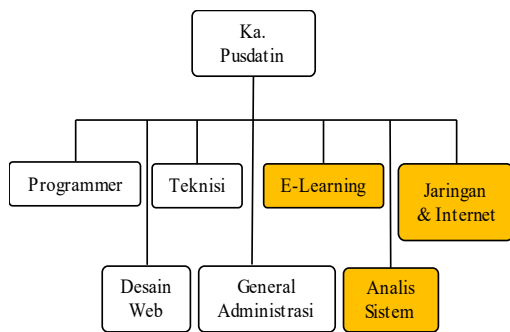 Ka.
Pusdatin
Programmer
Teknisi
E-Learning
Jaringan
& Internet
Desain
Web
General
Administrasi
Analis
Sistem